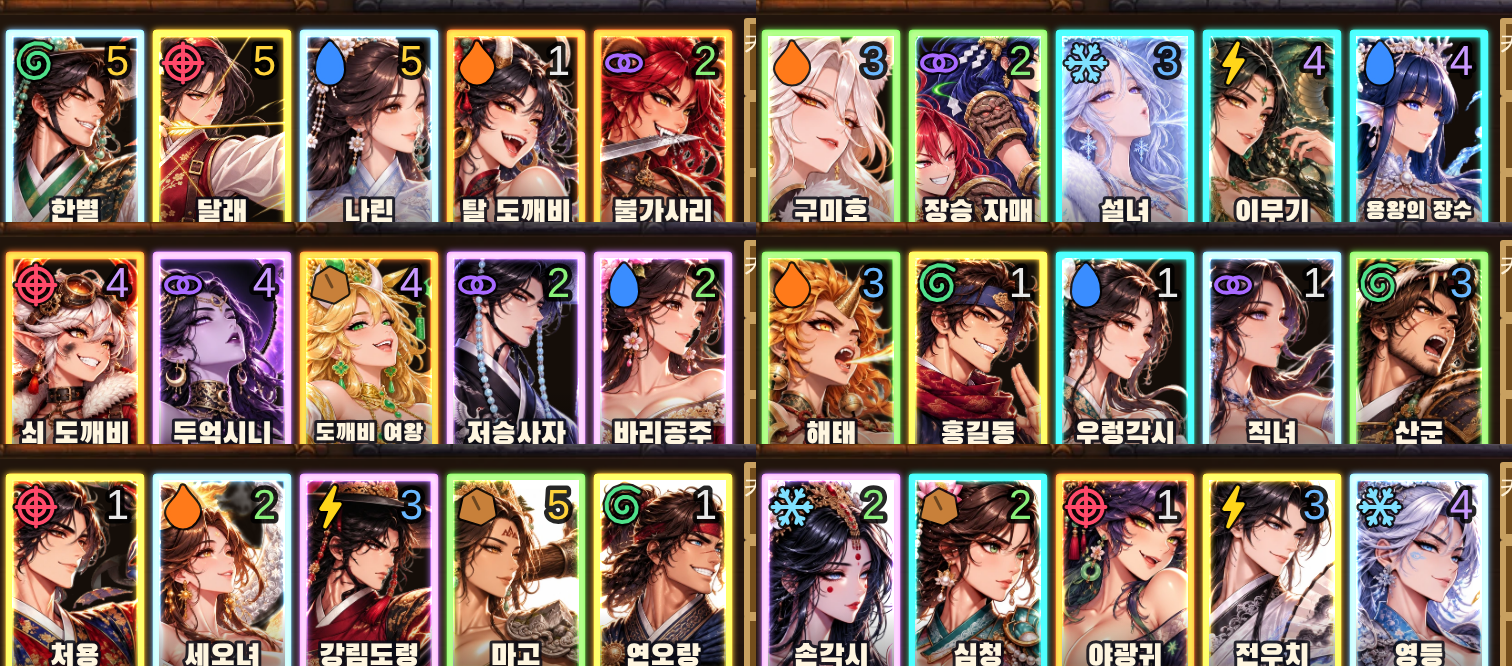 5 5 5 1 2 3 2 3 4 4
한별 달래 나린 탈 도깨비 불가사리 구미호 장승 자매 설녀 이무기 용왕의 장수
4 4 4 2 2 3 1 1 1 3
쇠 도깨비 두억시니 도깨비 여왕 저승사자 바리공주 해태 홍길동 우렁각시 직녀 산군
1 2 3 5 1 2 2 1 3 4
처용 세오녀 강림도령 마고 연오랑 손각시 심청 야광귀 전우치 영등